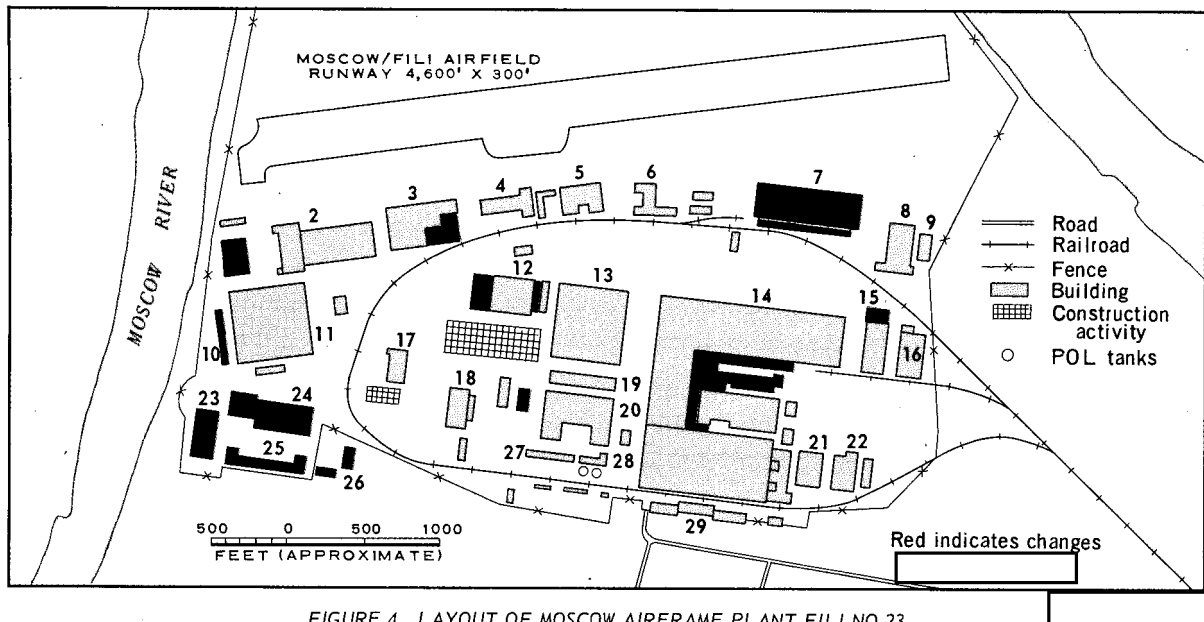 MOSCOW/FILI AIRFIELD
RUNWAY 4,600' X 300'
MOSCOW RIVER
2
3
4
5
6
7
8
9
10
11
12
13
14
15
16
17
18
19
20
21
22
23
24
25
26
27
28
29
Road
Railroad
Fence
Building
Construction activity
POL tanks
500 0 500 1000
FEET (APPROXIMATE)
Red indicates changes
FIGURE 4. LAYOUT OF MOSCOW AIRFRAME PLANT FILI NO 23